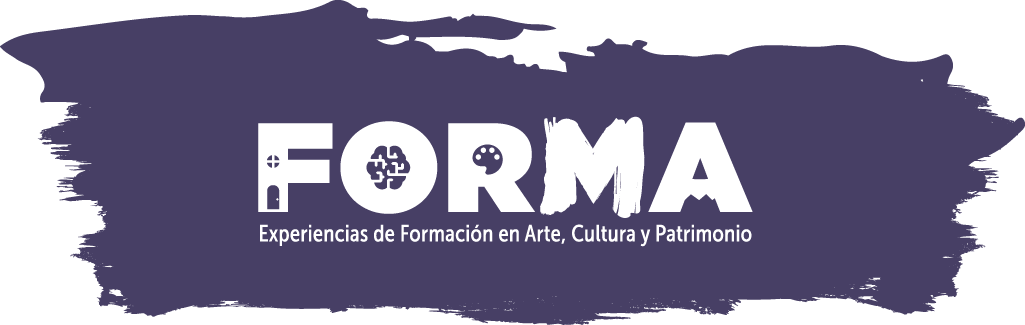 FORMA
Experiencias de Formación en Arte, Cultura y Patrimonio